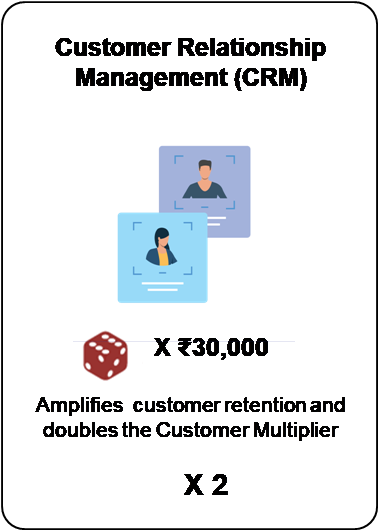 Customer Relationship
Management (CRM)
X ₹30,000
Amplifies customer retention and
doubles the Customer Multiplier
X 2